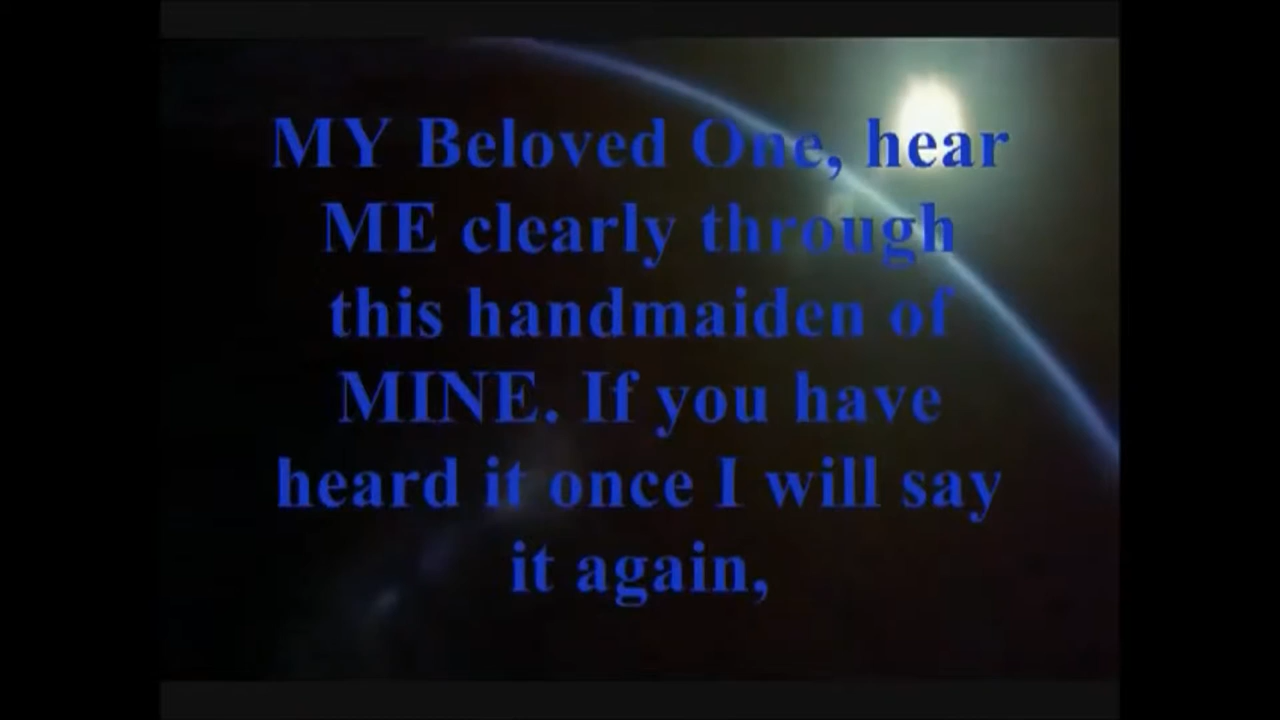 MY Beloved One, hear
ME clearly through
this handmaiden of
MINE. If you have
heard it once I will say
it again,